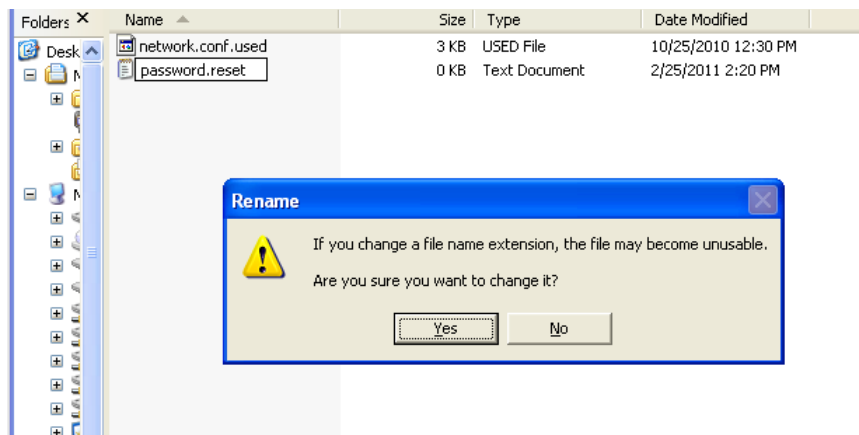 Folders × Name Size Type Date Modified
Desk network.conf.used 3 KB USED File 10/25/2010 12:30 PM
password.reset 0 KB Text Document 2/25/2011 2:20 PM
Rename
If you change a file name extension, the file may become unusable.
Are you sure you want to change it?
Yes No